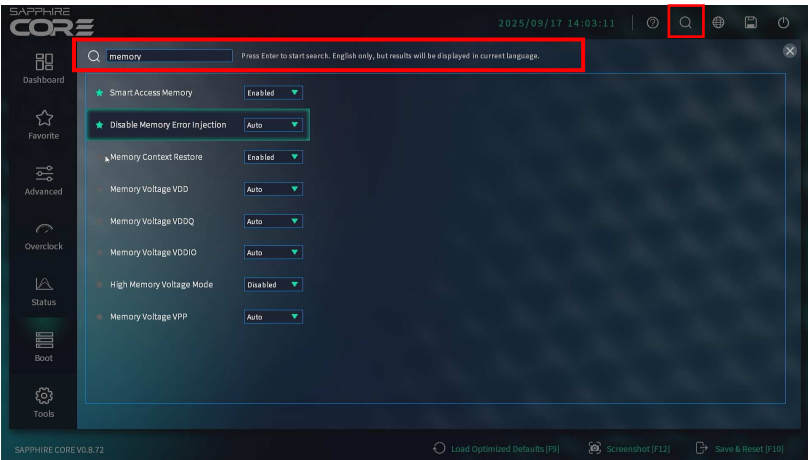 SAPPHIRE
CORE
2025/09/17 14:03:11
memory
Press Enter to start search. English only, but results will be displayed in current language.
Dashboard
Favorite
Advanced
Overclock
Status
Boot
Tools
Smart Access Memory Enabled
Disable Memory Error Injection Auto
Memory Context Restore Enabled
Memory Voltage VDD Auto
Memory Voltage VDDQ Auto
Memory Voltage VDDIO Auto
High Memory Voltage Mode Disabled
Memory Voltage VPP Auto
SAPPHIRE CORE V0.8.72
Load Optimized Defaults [F9]
Screenshot [F12]
Save & Reset [F10]